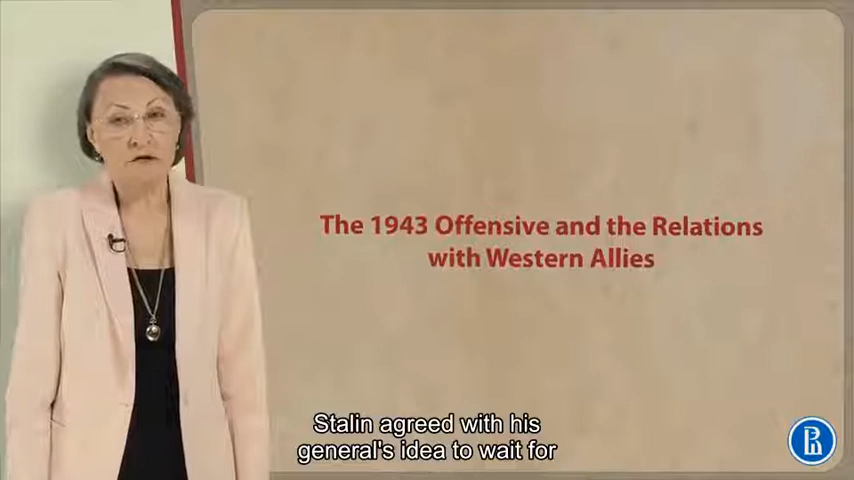 The 1943 Offensive and the Relations
with Western Allies
Stalin agreed with his
general's idea to wait for